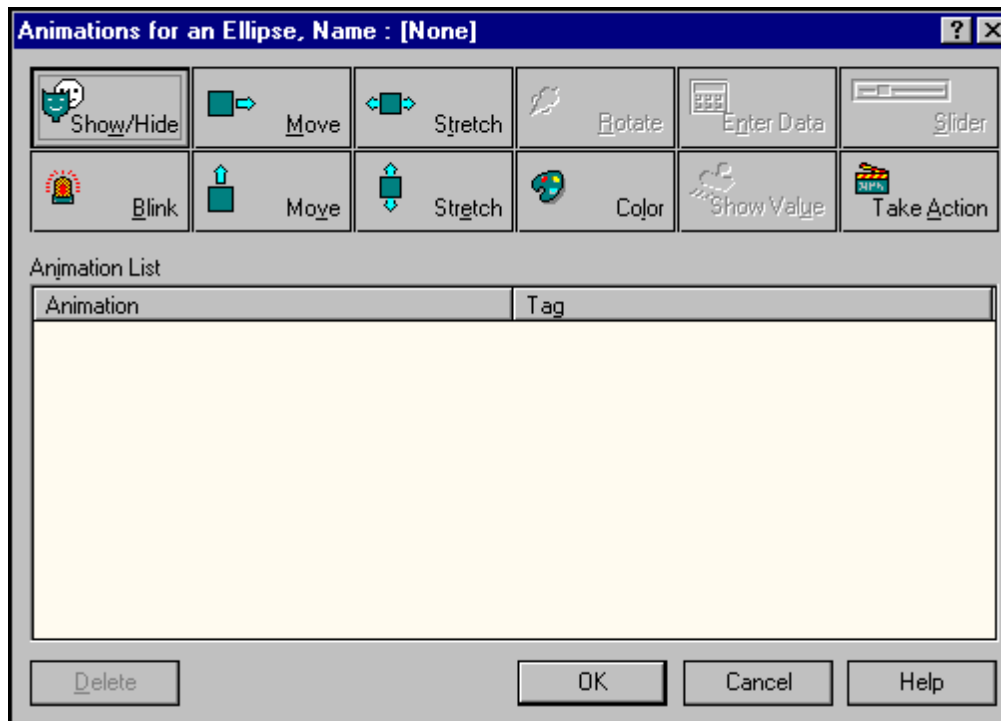 Animations for an Ellipse, Name : [None]
Show/Hide Move Stretch Rotate Enter Data Slider
Blink Move Stretch Color Show Value Take Action
Animation List
Animation Tag
Delete OK Cancel Help